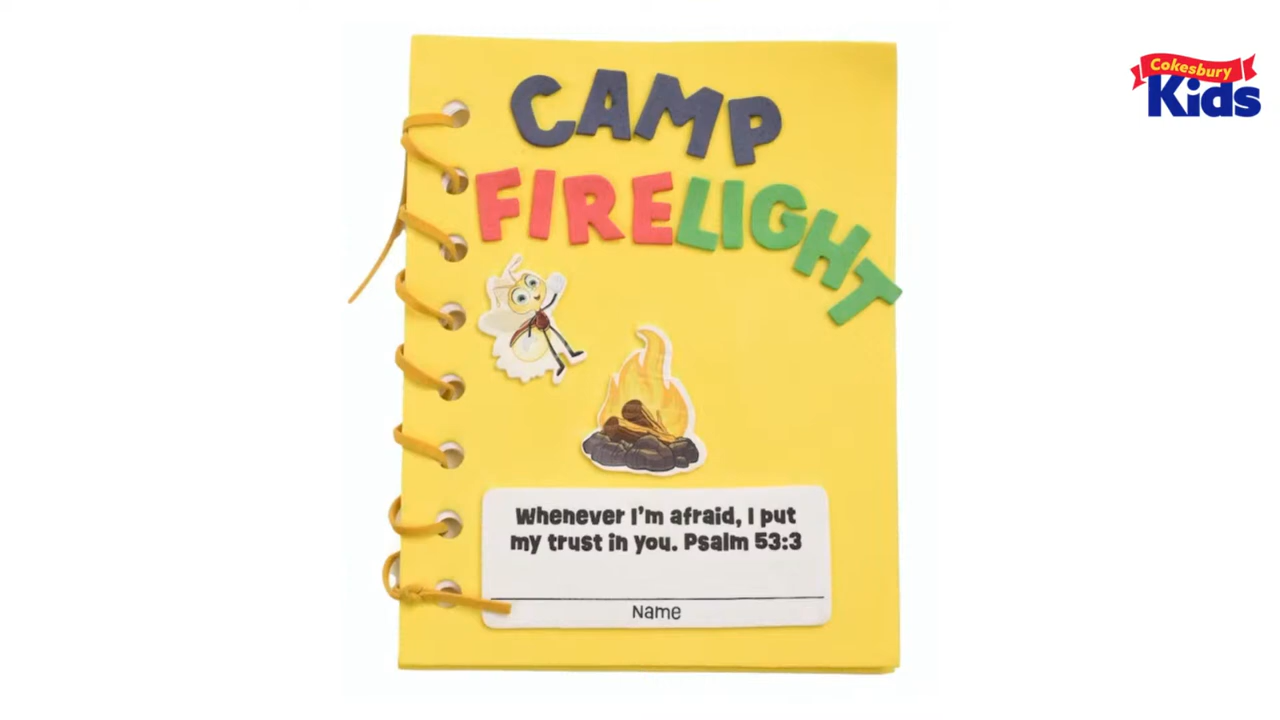 Cokesbury
Kids
CAMP
FIRELIGHT
Whenever I'm afraid, I put
my trust in you. Psalm 53:3
Name